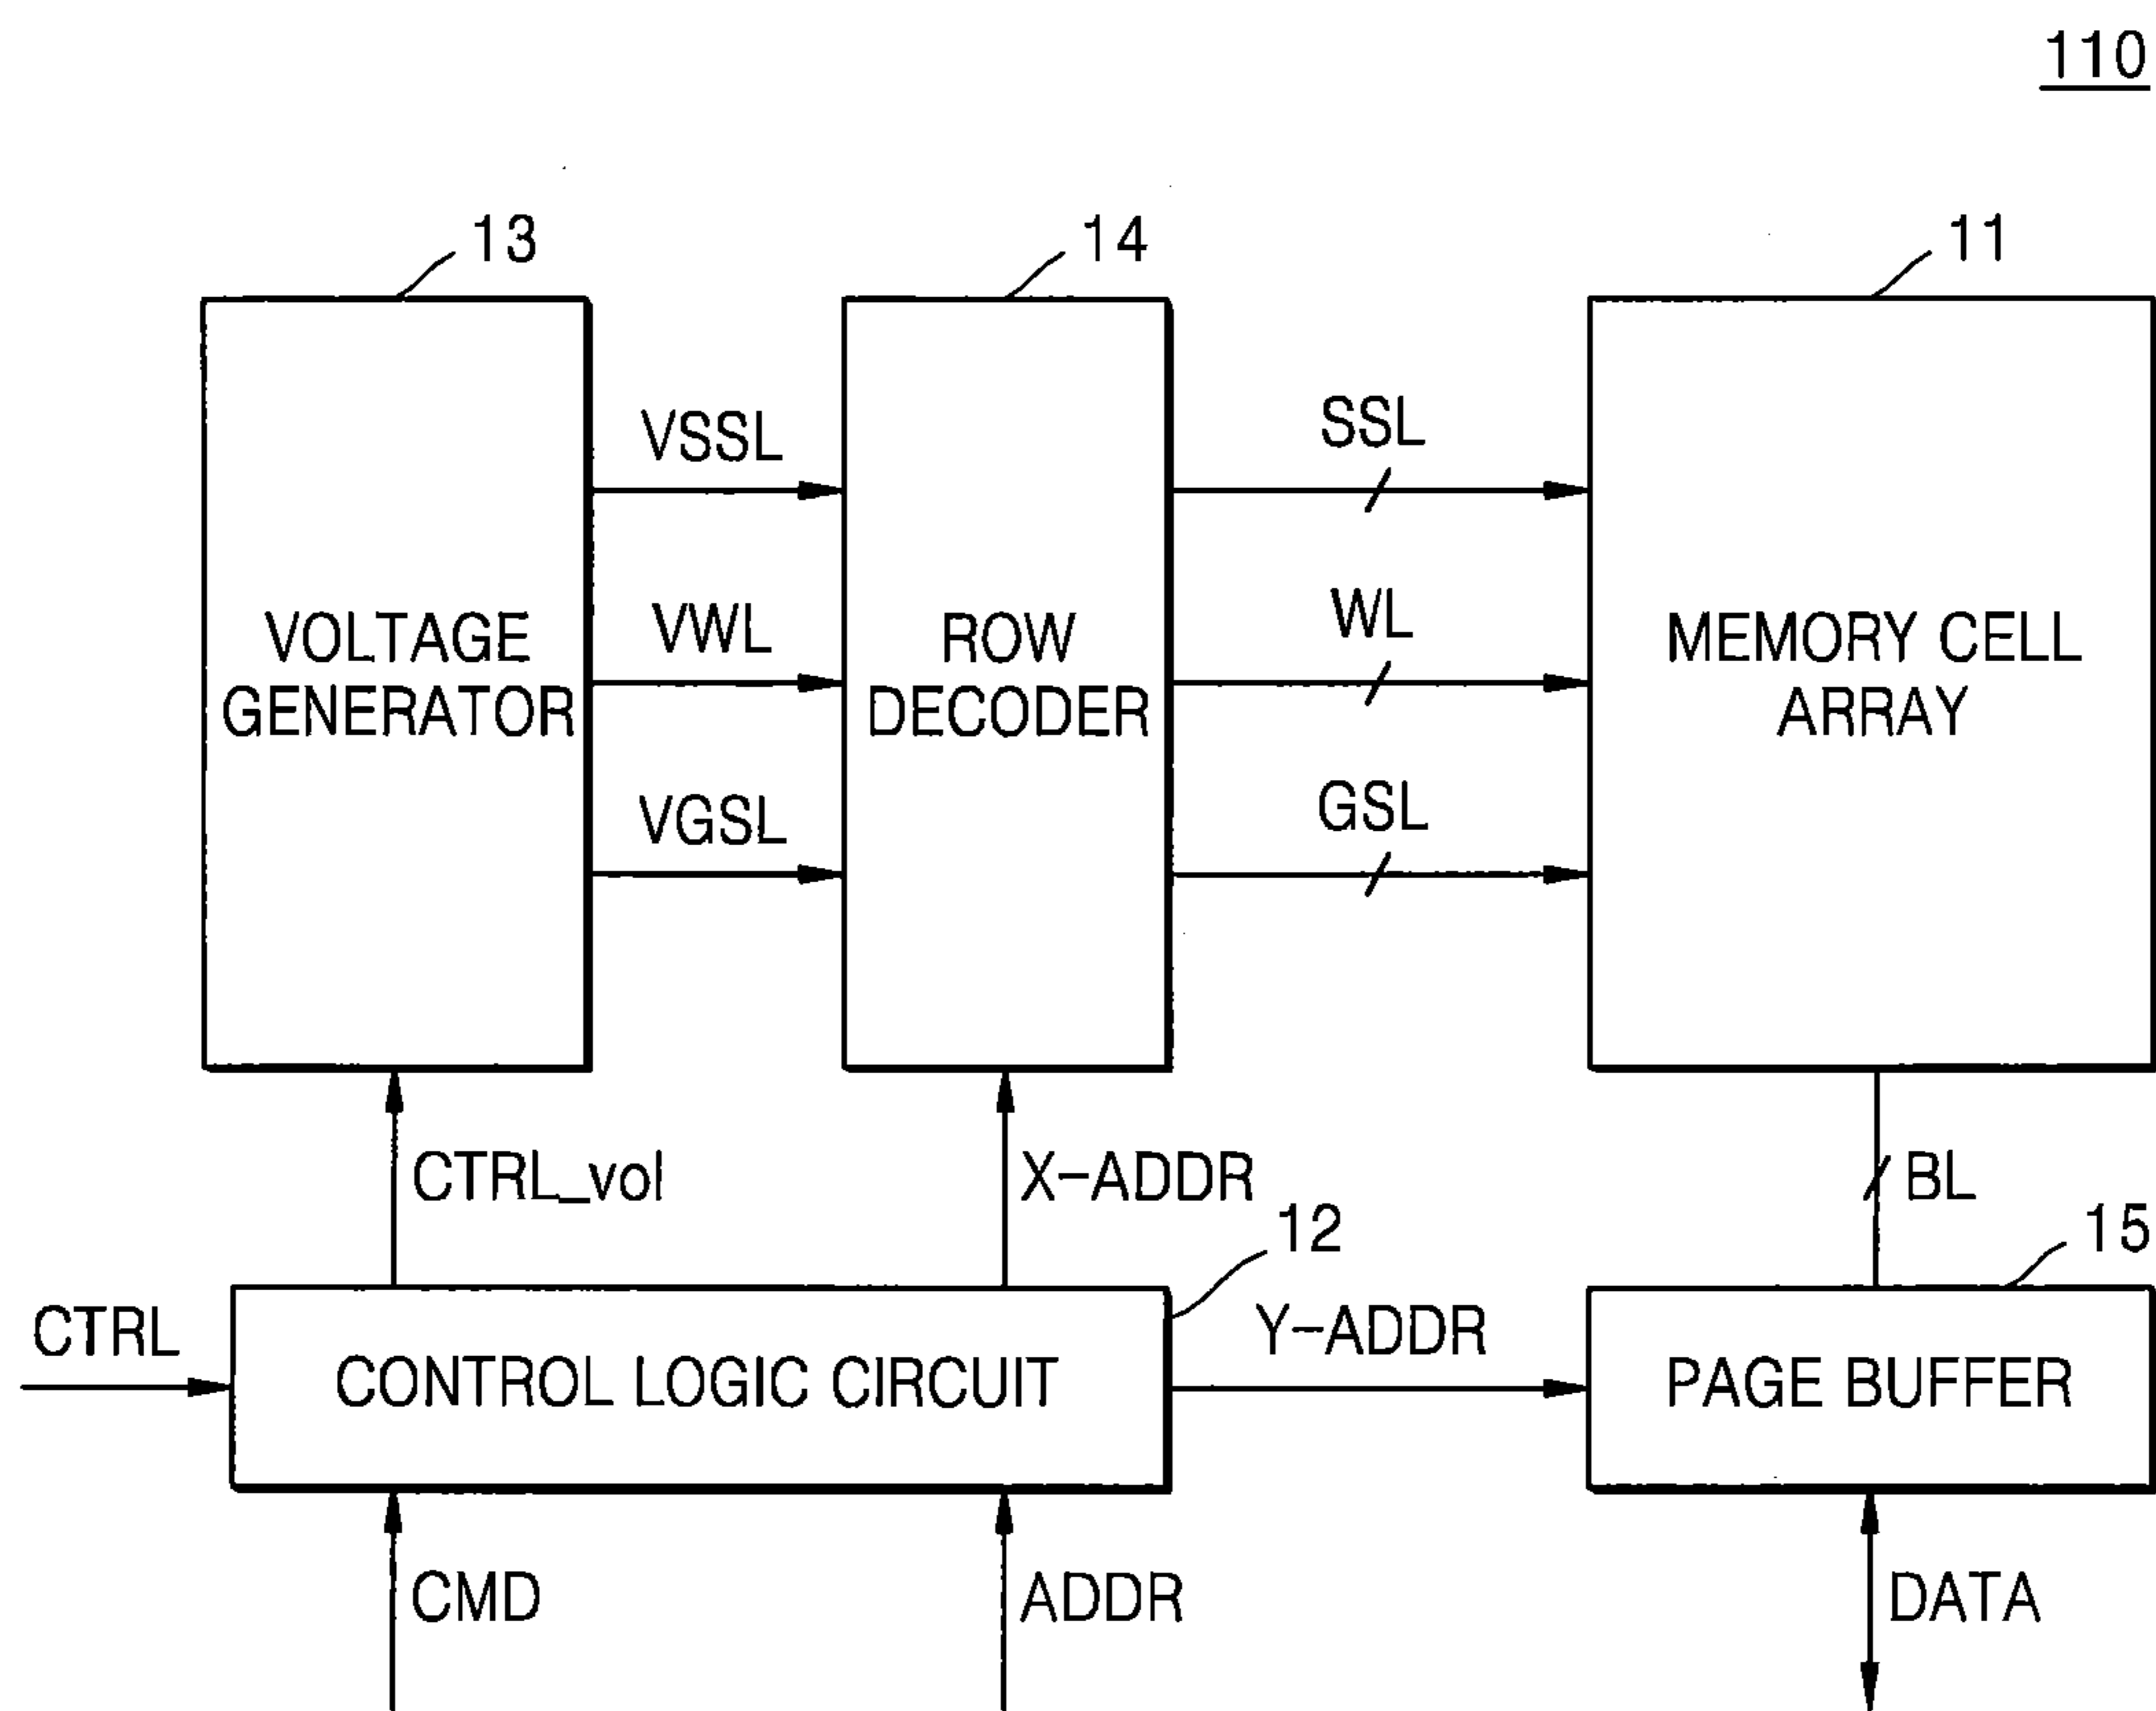 110
13
14
11
VSSL
SSL
VWL
WL
VOLTAGE
GENERATOR
ROW
DECODER
MEMORY CELL
ARRAY
VGSL
GSL
CTRL_vol
X-ADDR
BL
12
15
CTRL
Y-ADDR
CONTROL LOGIC CIRCUIT
PAGE BUFFER
CMD
ADDR
DATA